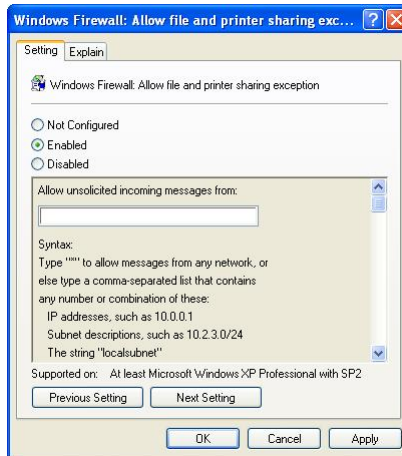 Windows Firewall: Allow file and printer sharing exc...
Setting
Explain
Windows Firewall: Allow file and printer sharing exception
Not Configured
Enabled
Disabled
Allow unsolicited incoming messages from:
Syntax:
Type "*" to allow messages from any network, or
else type a comma-separated list that contains
any number or combination of these:
IP addresses, such as 10.0.0.1
Subnet descriptions, such as 10.2.3.0/24
The string "localsubnet"
Supported on: At least Microsoft Windows XP Professional with SP2
Previous Setting
Next Setting
OK
Cancel
Apply